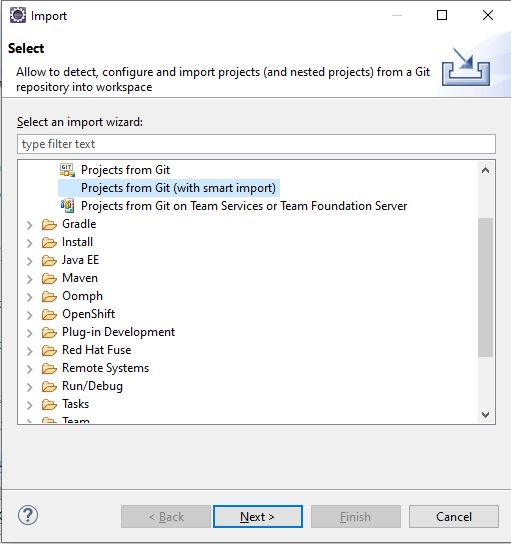 Import
Select
Allow to detect, configure and import projects (and nested projects) from a Git
repository into workspace
Select an import wizard:
type filter text
GIT
Projects from Git
Projects from Git (with smart import)
Projects from Git on Team Services or Team Foundation Server
Gradle
Install
Java EE
Maven
Oomph
OpenShift
Plug-in Development
Red Hat Fuse
Remote Systems
Run/Debug
Tasks
Team
?
< Back
Next >
Finish
Cancel